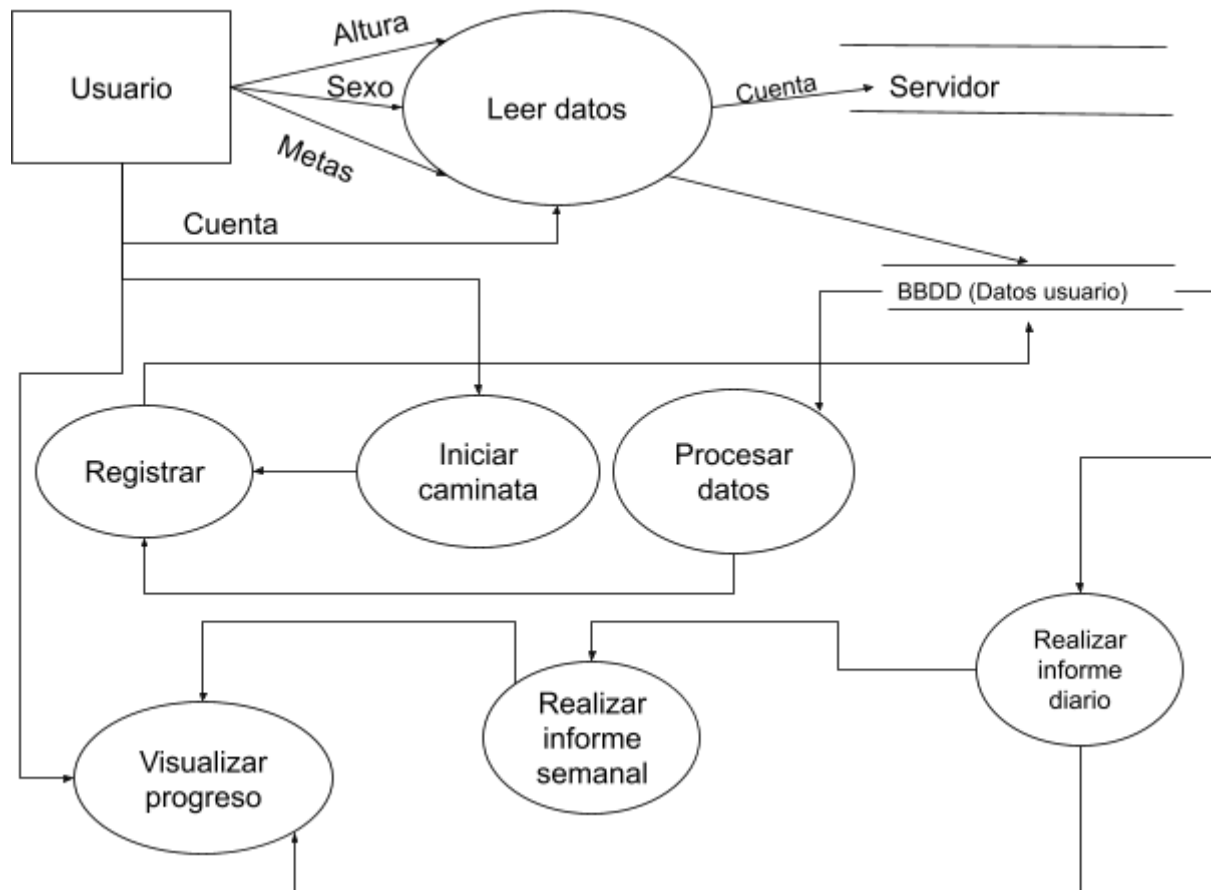 Altura
Usuario
Sexo
Leer datos
Cuenta
Servidor
Metas
Cuenta
BBDD (Datos usuario)
Registrar
Iniciar
caminata
Procesar
datos
Realizar
informe
diario
Realizar
informe
semanal
Visualizar
progreso